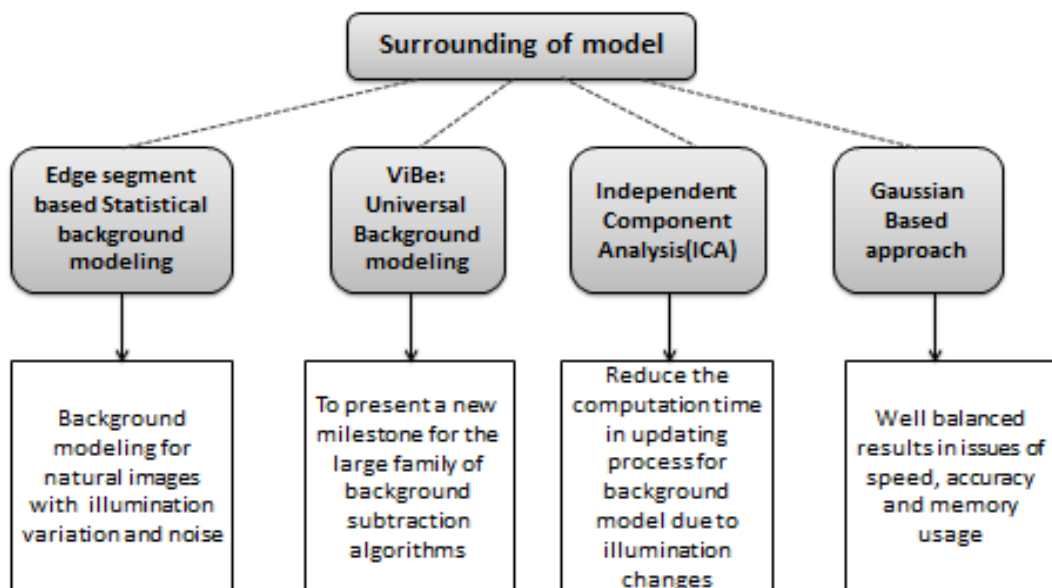 Surrounding of model
Edge segment
based Statistical
background
modeling
ViBe:
Universal
Background
modeling
Independent
Component
Analysis(ICA)
Gaussian
Based
approach
Background
modeling for
natural images
with illumination
variation and noise
To present a new
milestone for the
large family of
background
subtraction
algorithms
Reduce the
computation time
in updating
process for
background
model due to
illumination
changes
Well balanced
results in issues of
speed, accuracy
and memory
usage